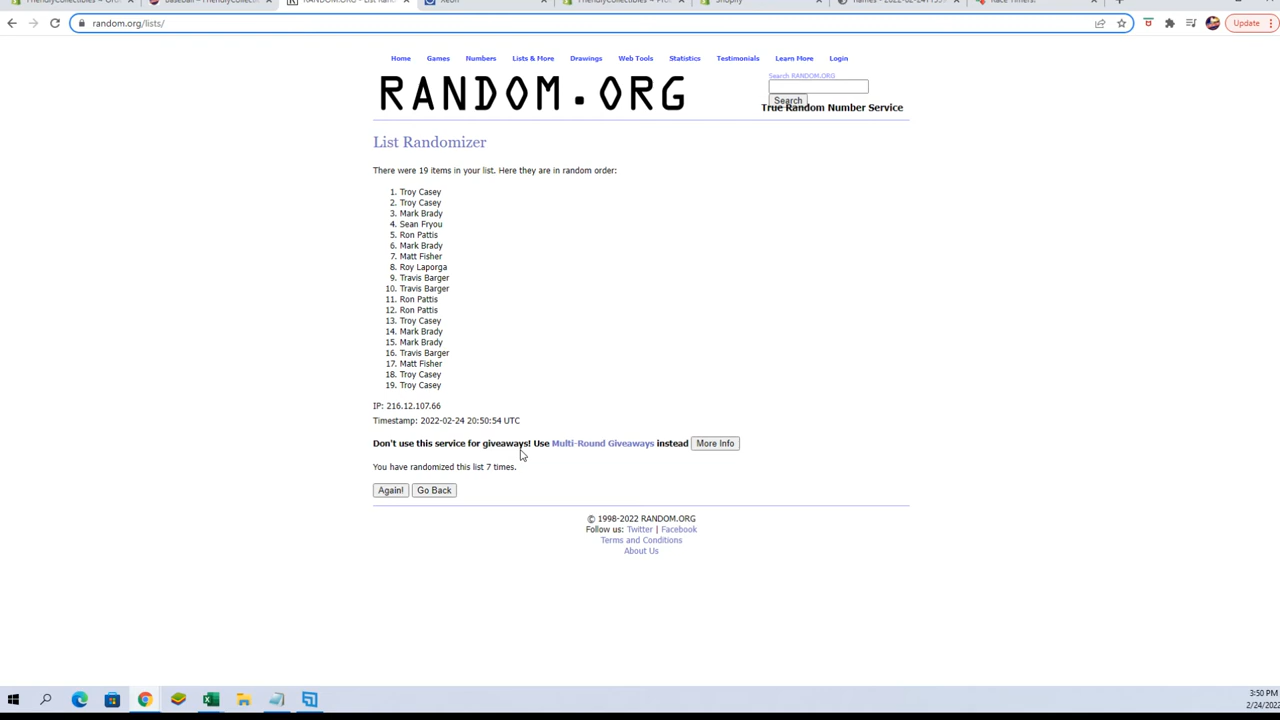 random.org/lists/
Update
Home Games Numbers Lists & More Drawings Web Tools Statistics Testimonials Learn More Login
RANDOM.ORG
Search RANDOM.ORG
Search
True Random Number Service
List Randomizer
There were 19 items in your list. Here they are in random order:
1. Troy Casey
2. Troy Casey
3. Mark Brady
4. Sean Fryou
5. Ron Pattis
6. Mark Brady
7. Matt Fisher
8. Roy Laporga
9. Travis Barger
10. Travis Barger
11. Ron Pattis
12. Ron Pattis
13. Troy Casey
14. Mark Brady
15. Mark Brady
16. Travis Barger
17. Matt Fisher
18. Troy Casey
19. Troy Casey
IP: 216.12.107.66
Timestamp: 2022-02-24 20:50:54 UTC
Don't use this service for giveaways! Use Multi-Round Giveaways instead More Info
You have randomized this list 7 times.
Again! Go Back
© 1998-2022 RANDOM.ORG
Follow us: Twitter | Facebook
Terms and Conditions
About Us
3:50 PM
2/24/202